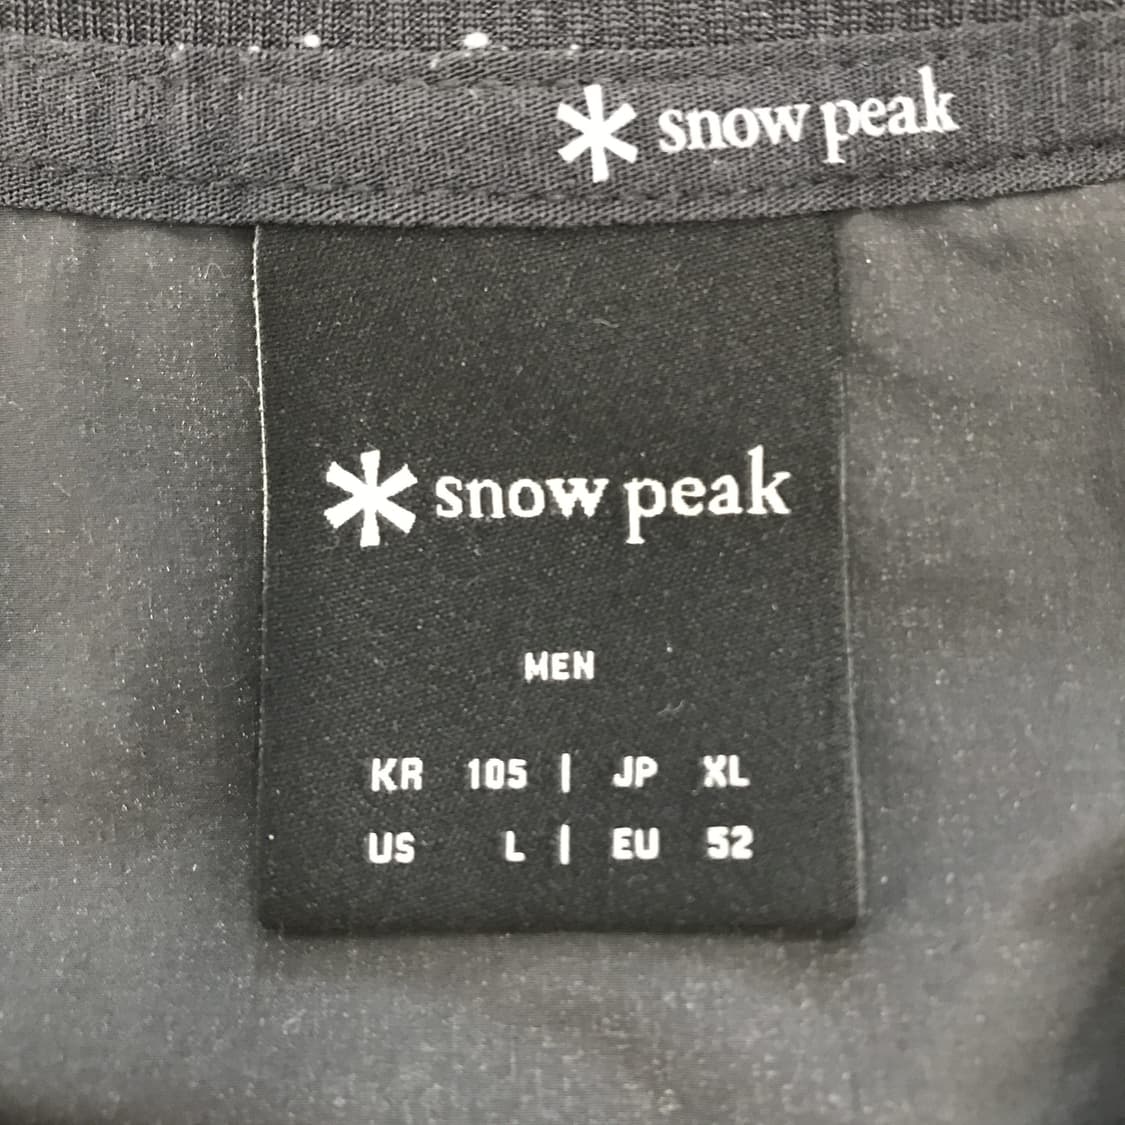 snow peak
snow peak
MEN
KR 105 | JP XL
US L | EU 52